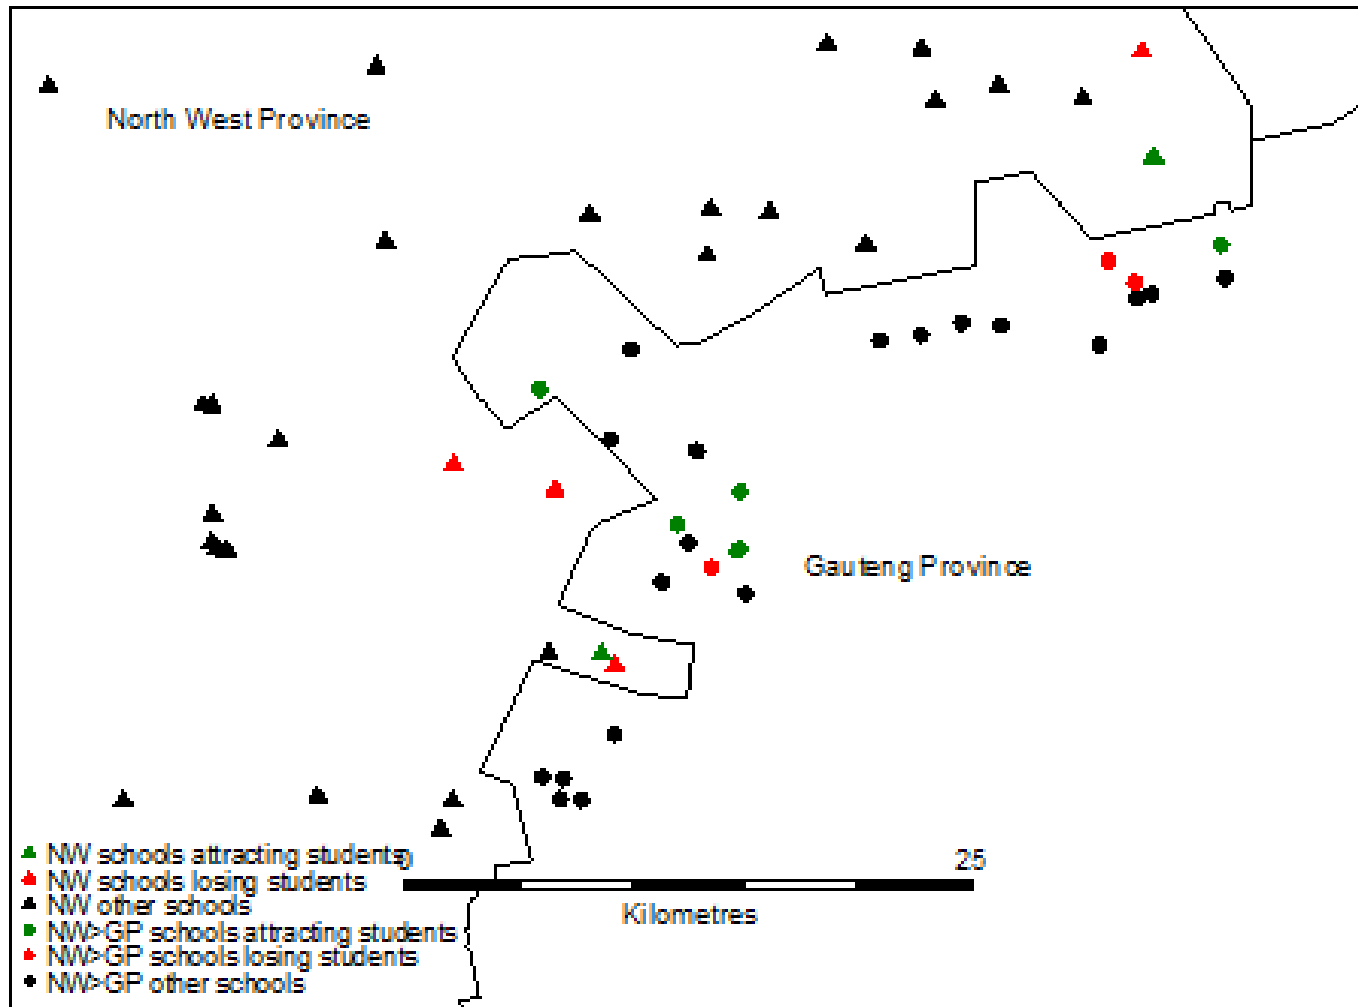 North West Province
Gauteng Province
NW schools attracting students
NW schools losing students
NW other schools
NW>GP schools attracting students
NW>GP schools losing students
NW>GP other schools
0
25
Kilometres